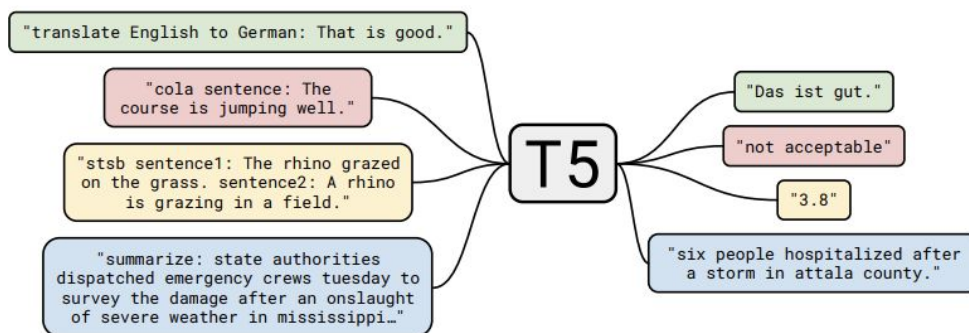 "translate English to German: That is good."
"cola sentence: The
course is jumping well."
"stsb sentence1: The rhino grazed
on the grass. sentence2: A rhino
is grazing in a field."
"summarize: state authorities
dispatched emergency crews tuesday to
survey the damage after an onslaught
of severe weather in mississippi…"
T5
"Das ist gut."
"not acceptable"
"3.8"
"six people hospitalized after
a storm in attala county."